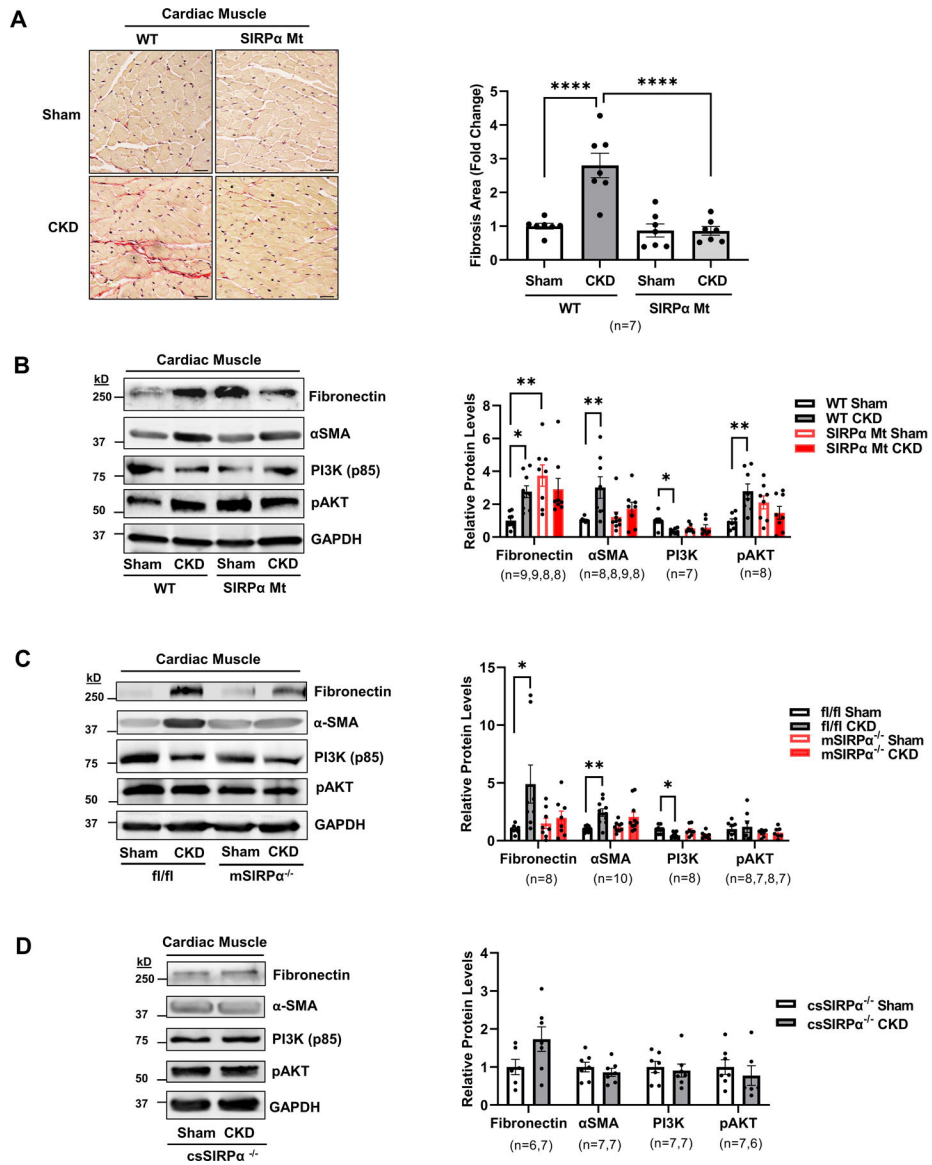 A
Cardiac Muscle
WT
SIRPα Mt
Sham
CKD
Fibrosis Area (Fold Change)
5
4
3
2
1
0
****
****
Sham
CKD
Sham
CKD
WT
SIRPα Mt
(n=7)
B
Cardiac Muscle
kD
250
37
75
50
37
Fibronectin
αSMA
PI3K (p85)
pAKT
GAPDH
Sham CKD Sham CKD
WT
SIRPα Mt
Relative Protein Levels
8
6
4
2
0
*
**
**
*
**
Fibronectin
αSMA
PI3K
pAKT
(n=9,9,8,8)
(n=8,8,9,8)
(n=7)
(n=8)
WT Sham
WT CKD
SIRPα Mt Sham
SIRPα Mt CKD
C
Cardiac Muscle
kD
250
37
75
50
37
Fibronectin
α-SMA
PI3K (p85)
pAKT
GAPDH
Sham CKD Sham CKD
fl/fl
mSIRPα-/-
Relative Protein Levels
15
10
5
0
*
**
*
Fibronectin
αSMA
PI3K
pAKT
(n=8)
(n=10)
(n=8)
(n=8,7,8,7)
fl/fl Sham
fl/fl CKD
mSIRPα-/- Sham
mSIRPα-/- CKD
D
Cardiac Muscle
kD
250
37
75
50
37
Fibronectin
α-SMA
PI3K (p85)
pAKT
GAPDH
Sham CKD
csSIRPα -/-
Relative Protein Levels
4
3
2
1
0
Fibronectin
αSMA
PI3K
pAKT
(n=6,7)
(n=7,7)
(n=7,7)
(n=7,6)
csSIRPα-/- Sham
csSIRPα-/- CKD